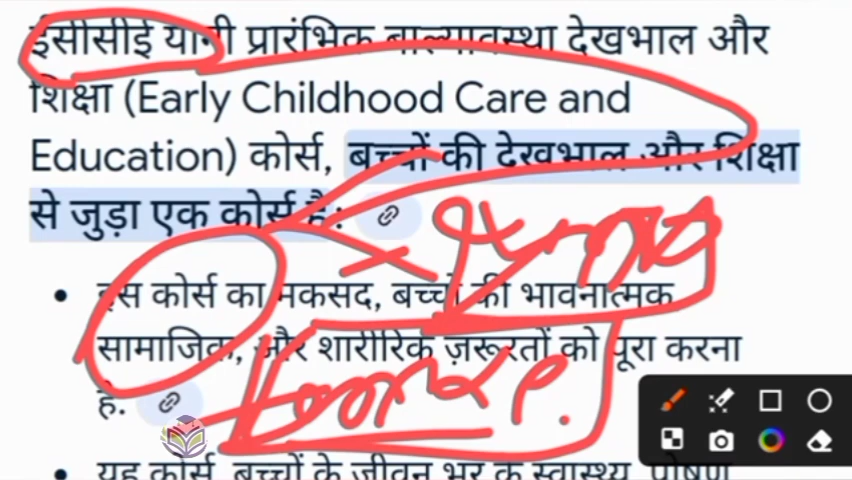 ईसीसीई यानी प्रारंभिक बाल्यावस्था देखभाल और
शिक्षा (Early Childhood Care and
Education) कोर्स, बच्चों की देखभाल और शिक्षा
से जुड़ा एक कोर्स है:
• इस कोर्स का मकसद, बच्चों की भावनात्मक
सामाजिक, और शारीरिक ज़रूरतों को पूरा करना
है.
• यह कोर्स, बच्चों के जीवन भर के स्वास्थ्य, पोषण